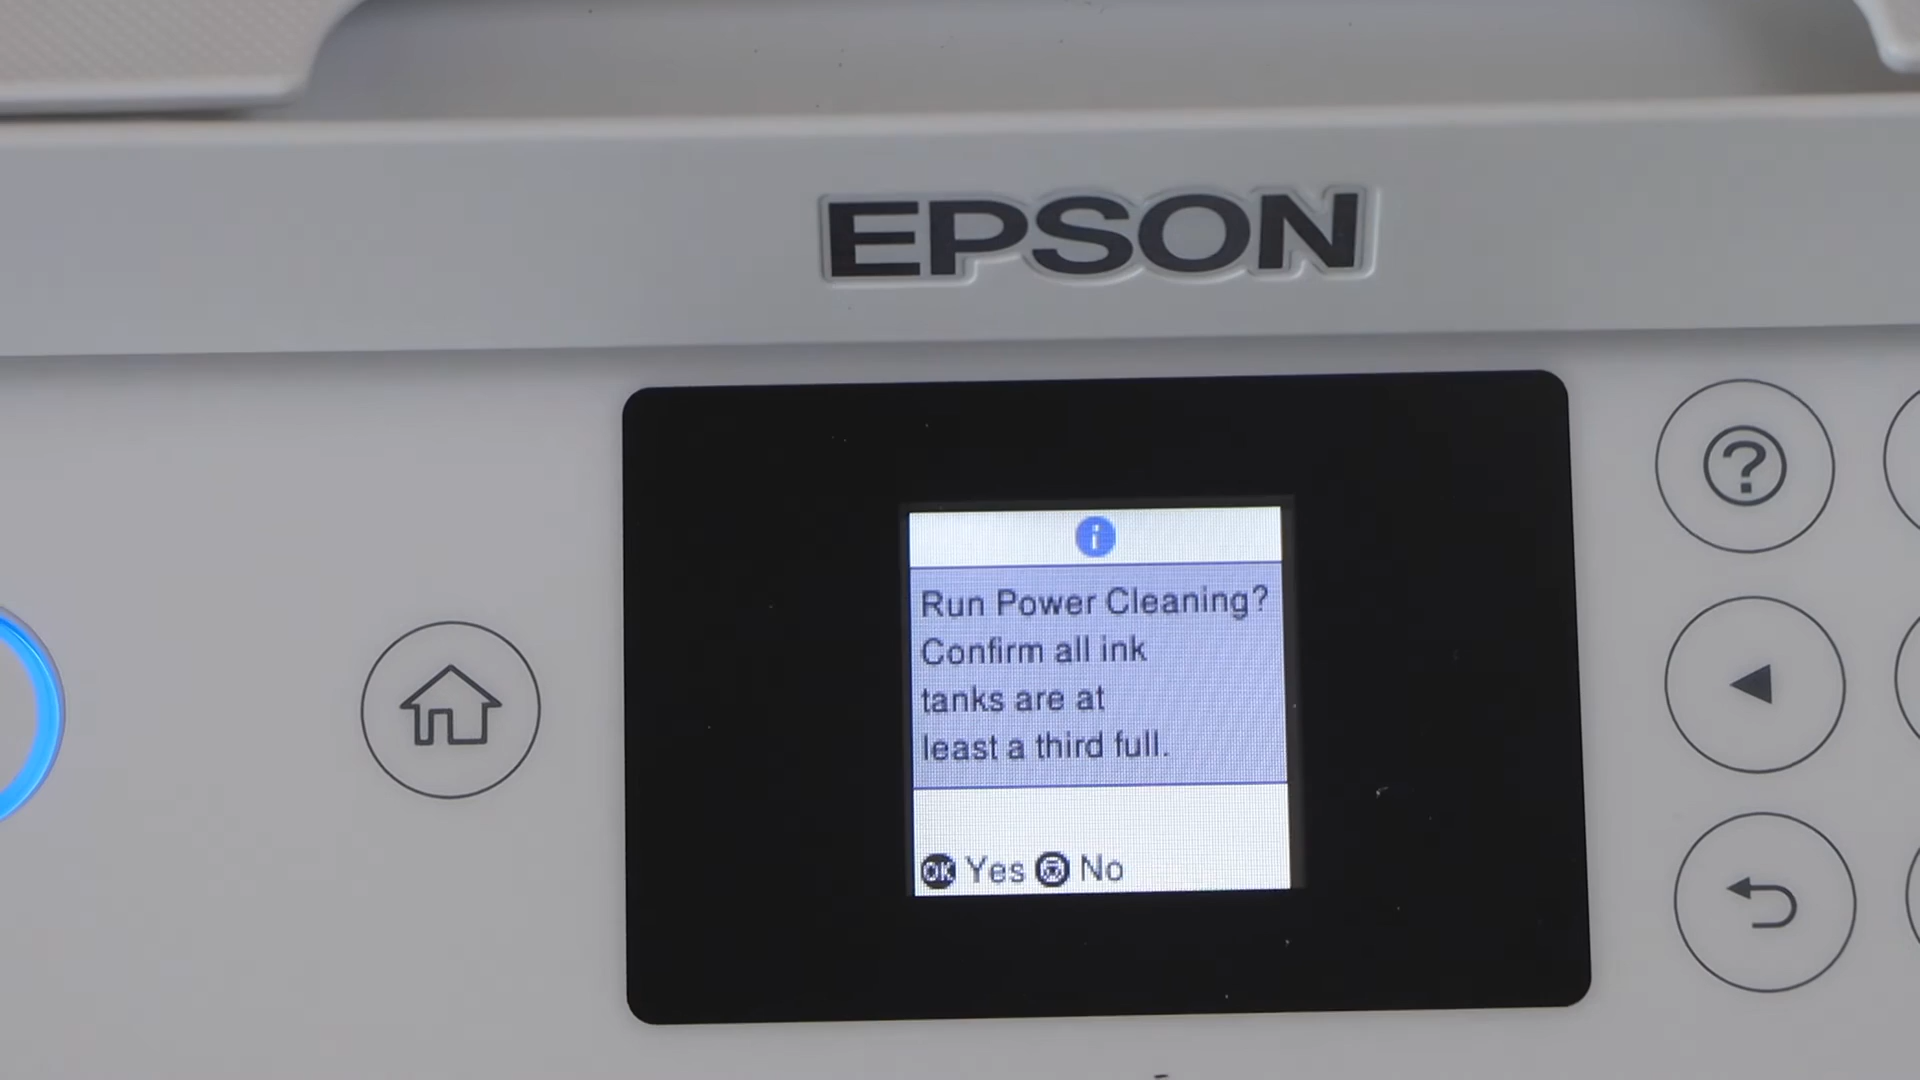 EPSON
i
Run Power Cleaning?
Confirm all ink
tanks are at
least a third full.
OK Yes No
?